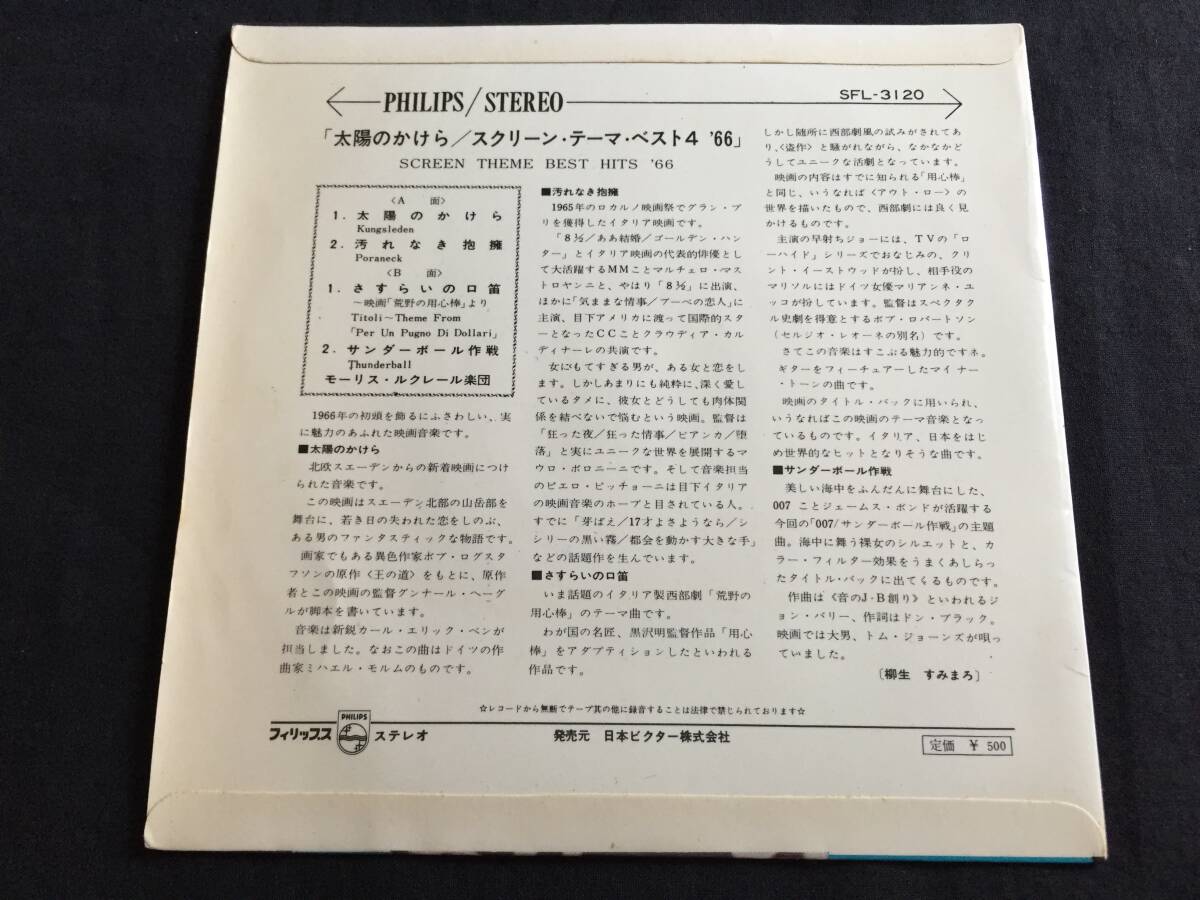 PHILIPS/STEREO
SFL-3120
「太陽のかけら/スクリーン・テーマ・ベスト4 '66」
SCREEN THEME BEST HITS '66
〈A 面〉
1. 太陽のかけら
Kungsleden
2. 汚れなき抱擁
Poraneck
〈B 面〉
1. さすらいの口笛
〜映画「荒野の用心棒」より
Titoli〜Theme From
「Per Un Pugno Di Dollari」
2. サンダーボール作戦
Thunderball
モーリス・ルクレール楽団
1966年の初頭を飾るにふさわしい、実
に魅力のあふれた映画音楽です。
■太陽のかけら
北欧スエーデンからの新着映画につけ
られた音楽です。
この映画はスエーデン北部の山岳部を
舞台に、若き日の失われた恋をしのぶ、
ある男のファンタスティックな物語です。
画家でもある異色作家ボブ・ログスタ
フソンの原作〈王の道〉をもとに、原作
者とこの映画の監督グンナール・ヘーグ
ルが脚本を書いています。
音楽は新鋭カール・エリック・ベンが
担当しました。なおこの曲はドイツの作
曲家ミハエル・モルムのものです。
■汚れなき抱擁
1965年のロカルノ映画祭でグラン・プ
リを獲得したイタリア映画です。
「8½/ああ結婚/ゴールデン・ハン
ター」とイタリア映画の代表的俳優とし
て大活躍するMMことマルチェロ・マス
トロヤンニと、やはり「8½」に出演、
ほかに「気ままな情事/ブーベの恋人」に
主演、目下アメリカに渡って国際的スタ
ーとなったCCことクラウディア・カル
ディナーレの共演です。
女にもてすぎる男が、ある女と恋をし
ます。しかしあまりにも純粋に、深く愛し
ているタメに、彼女とどうしても肉体関
係を結べないで悩むという映画。監督は
「狂った夜/狂った情事/ビアンカ/堕
落」と実にユニークな世界を展開するマ
ウロ・ボロニーニです。そして音楽担当
のピエロ・ピッチョーニは目下イタリア
の映画音楽のホープと目されている人。
すでに「芽ばえ/17才よさようなら/シ
シリーの黒い霧/都会を動かす大きな手」
などの話題作を生んでいます。
■さすらいの口笛
いま話題のイタリア製西部劇「荒野の
用心棒」のテーマ曲です。
わが国の名匠、黒沢明監督作品「用心
棒」をアダプティションしたといわれる
作品です。
しかし随所に西部劇風の試みがされてあ
り、〈盗作〉と騒がれながら、なかなかど
うしてユニークな活劇となっています。
映画の内容はすでに知られる「用心棒」
と同じ、いうなれば〈アウト・ロー〉の
世界を描いたもので、西部劇には良く見
かけるものです。
主演の早射ちジョーには、TVの「ロ
ーハイド」シリーズでおなじみの、クリ
ント・イーストウッドが扮し、相手役の
マリソルにはドイツ女優マリアンネ・ユ
ッコが扮しています。監督はスペクタク
ル史劇を得意とするボブ・ロバートソン
(セルジオ・レオーネの別名)です。
さてこの音楽はすこぶる魅力的ですネ。
ギターをフィーチュアーしたマイナー
・トーンの曲です。
映画のタイトル・バックに用いられ、
いうなればこの映画のテーマ音楽となっ
ているものです。イタリア、日本をはじ
め世界的なヒットとなりそうな曲です。
■サンダーボール作戦
美しい海中をふんだんに舞台にした、
007 ことジェームス・ボンドが活躍する
今回の「007/サンダーボール作戦」の主題
曲。海中に舞う裸女のシルエットと、カ
ラー・フィルター効果をうまくあしらっ
たタイトル・バックに出てくるものです。
作曲は《音のJ・B創り》といわれるジ
ョン・バリー、作詞はドン・ブラック。
映画では大男、トム・ジョーンズが唄っ
ていました。
〔柳生 すみまろ〕
☆レコードから無断でテープ其の他に録音することは法律で禁じられております☆
フィリップス PHILIPS ステレオ
発売元 日本ビクター株式会社
定価 ¥ 500